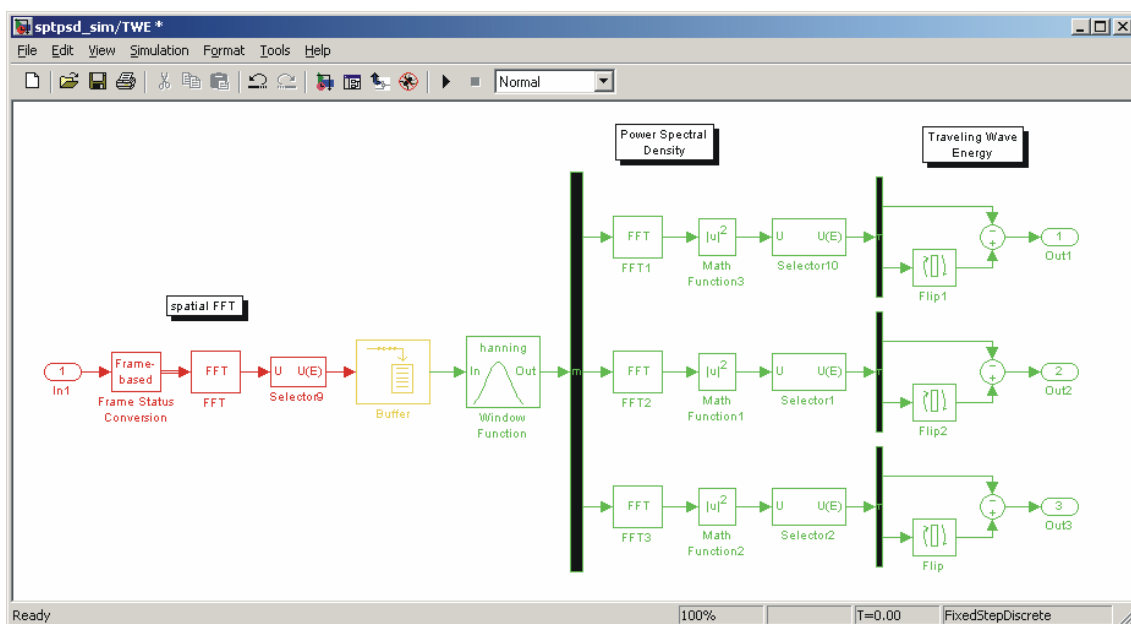 sptpsd_sim/TWE *
File Edit View Simulation Format Tools Help
Normal
Power Spectral
Density
Traveling Wave
Energy
spatial FFT
1
In1
Frame-
based
Frame Status
Conversion
FFT
FFT
U U(E)
Selector9
Buffer
hanning
In Out
Window
Function
m
FFT
FFT1
|u|²
Math
Function3
U U(E)
Selector10
Flip1
−
+
1
Out1
FFT
FFT2
|u|²
Math
Function1
U U(E)
Selector1
Flip2
−
+
2
Out2
FFT
FFT3
|u|²
Math
Function2
U U(E)
Selector2
Flip
−
+
3
Out3
Ready 100% T=0.00 FixedStepDiscrete